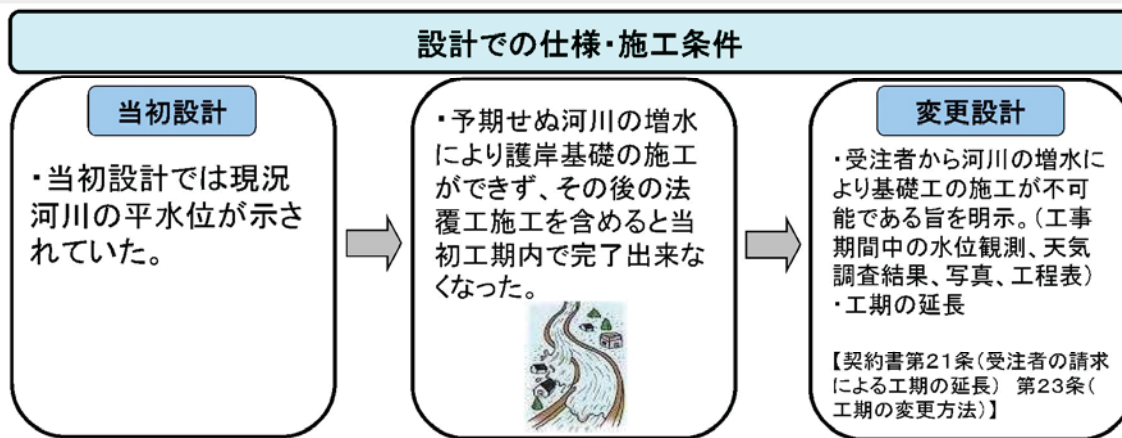 設計での仕様・施工条件
当初設計
・当初設計では現況
河川の平水位が示さ
れていた。
・予期せぬ河川の増水
により護岸基礎の施工
ができず、その後の法
覆工施工を含めると当
初工期内で完了出来な
くなった。
変更設計
・受注者から河川の増水に
より基礎工の施工が不可
能である旨を明示。(工事
期間中の水位観測、天気
調査結果、写真、工程表)
・工期の延長
【契約書第21条(受注者の請求
による工期の延長) 第23条(
工期の変更方法)】